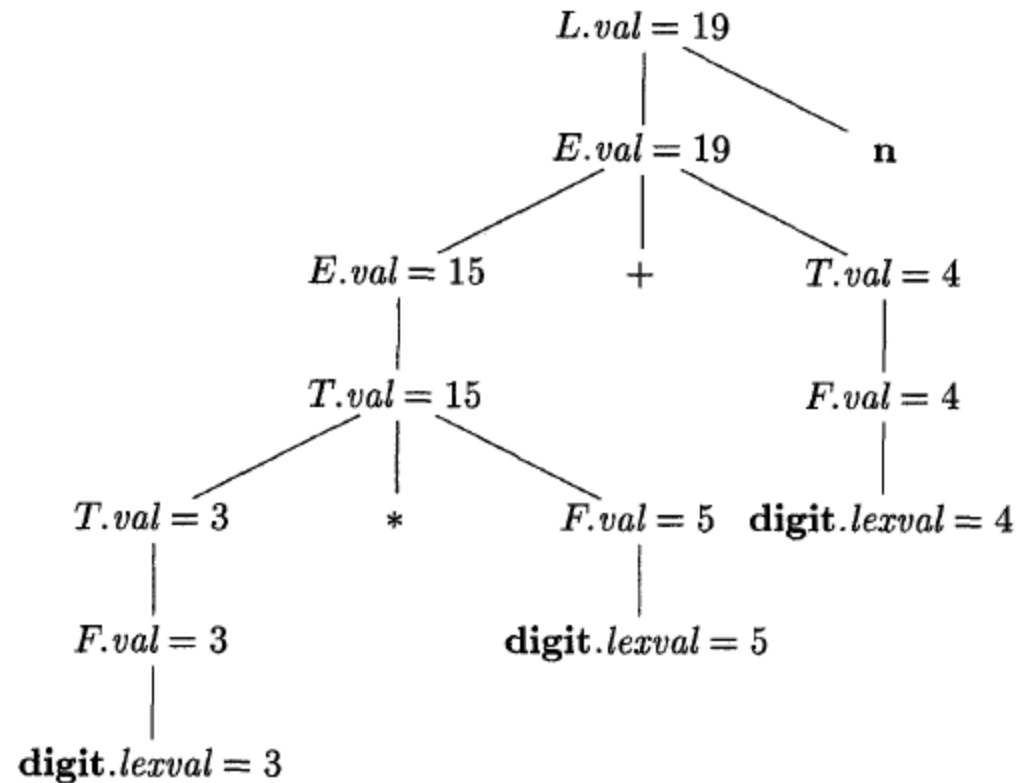 L.val = 19
E.val = 19 n
E.val = 15 + T.val = 4
T.val = 15 F.val = 4
T.val = 3 * F.val = 5 digit.lexval = 4
F.val = 3 digit.lexval = 5
digit.lexval = 3